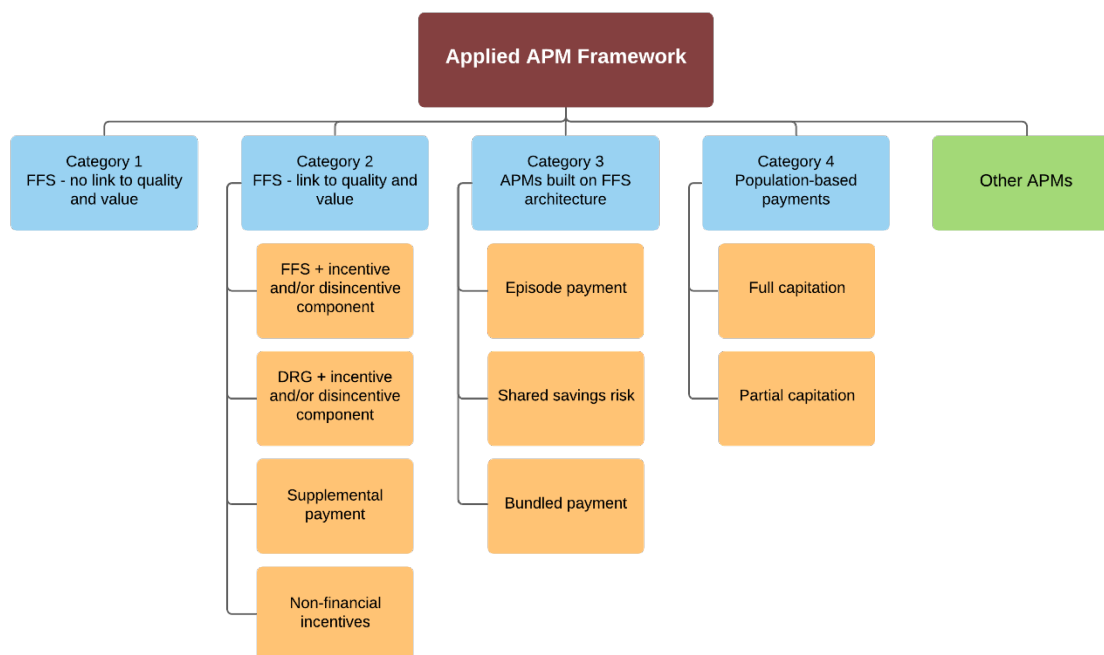 Applied APM Framework
Category 1
FFS - no link to quality
and value
Category 2
FFS - link to quality and
value
Category 3
APMs built on FFS
architecture
Category 4
Population-based
payments
Other APMs
FFS + incentive
and/or disincentive
component
DRG + incentive
and/or disincentive
component
Supplemental
payment
Non-financial
incentives
Episode payment
Shared savings risk
Bundled payment
Full capitation
Partial capitation